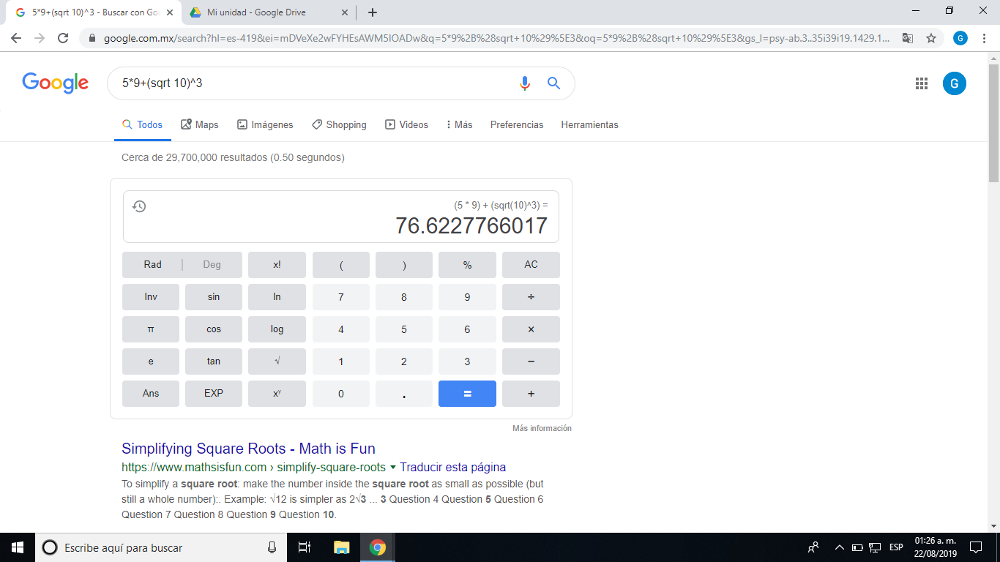 5*9+(sqrt 10)^3 - Buscar con Go
Mi unidad - Google Drive
google.com.mx/search?hl=es-419&ei=mDVeXe2wFYHEsAWM5IOADw&q=5*9%2B%28sqrt+10%29%5E3&oq=5*9%2B%28sqrt+10%29%5E3&gs_l=psy-ab.3..35i39i19.1429.1...
G
Google
5*9+(sqrt 10)^3
G
Todos
Maps
Imágenes
Shopping
Videos
Más
Preferencias
Herramientas
Cerca de 29,700,000 resultados (0.50 segundos)
(5 * 9) + (sqrt(10)^3) =
76.6227766017
Rad | Deg x! ( ) % AC
Inv sin ln 7 8 9 ÷
π cos log 4 5 6 ×
e tan √ 1 2 3 −
Ans EXP xʸ 0 . = +
Más información
Simplifying Square Roots - Math is Fun
https://www.mathsisfun.com › simplify-square-roots ▾ Traducir esta página
To simplify a square root: make the number inside the square root as small as possible (but
still a whole number):. Example: √12 is simpler as 2√3 ... 3 Question 4 Question 5 Question 6
Question 7 Question 8 Question 9 Question 10.
Escribe aquí para buscar
ESP
01:26 a. m.
22/08/2019